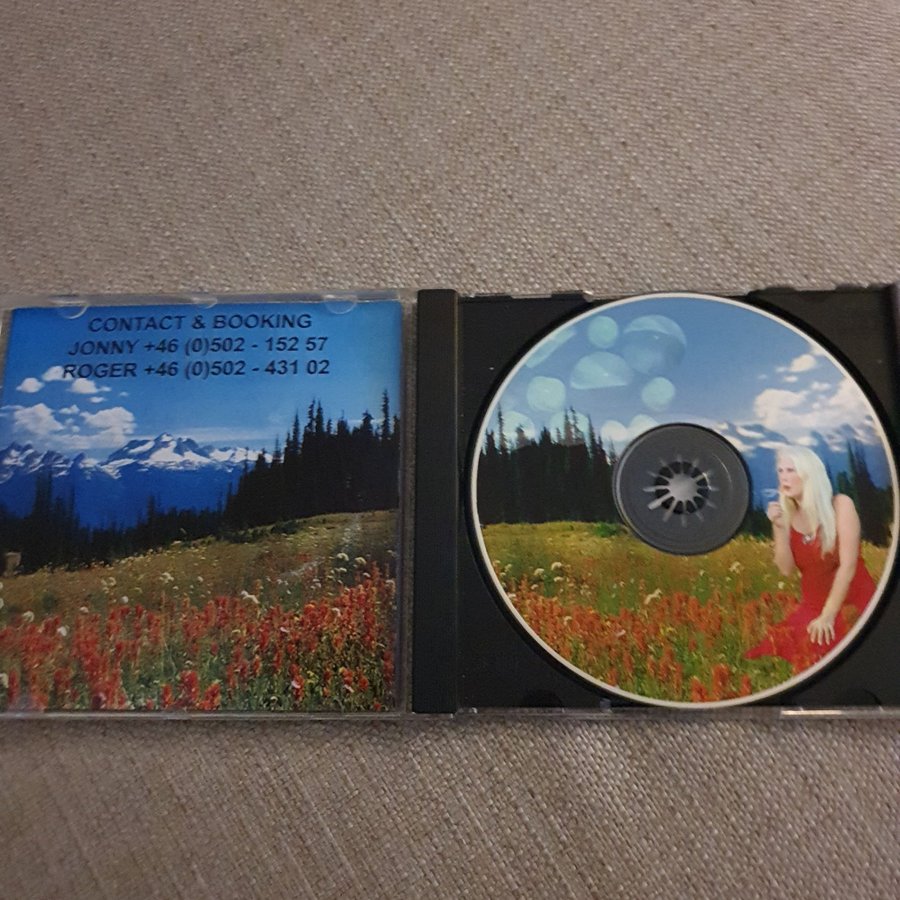 CONTACT & BOOKING
JONNY +46 (0)502 - 152 57
ROGER +46 (0)502 - 431 02